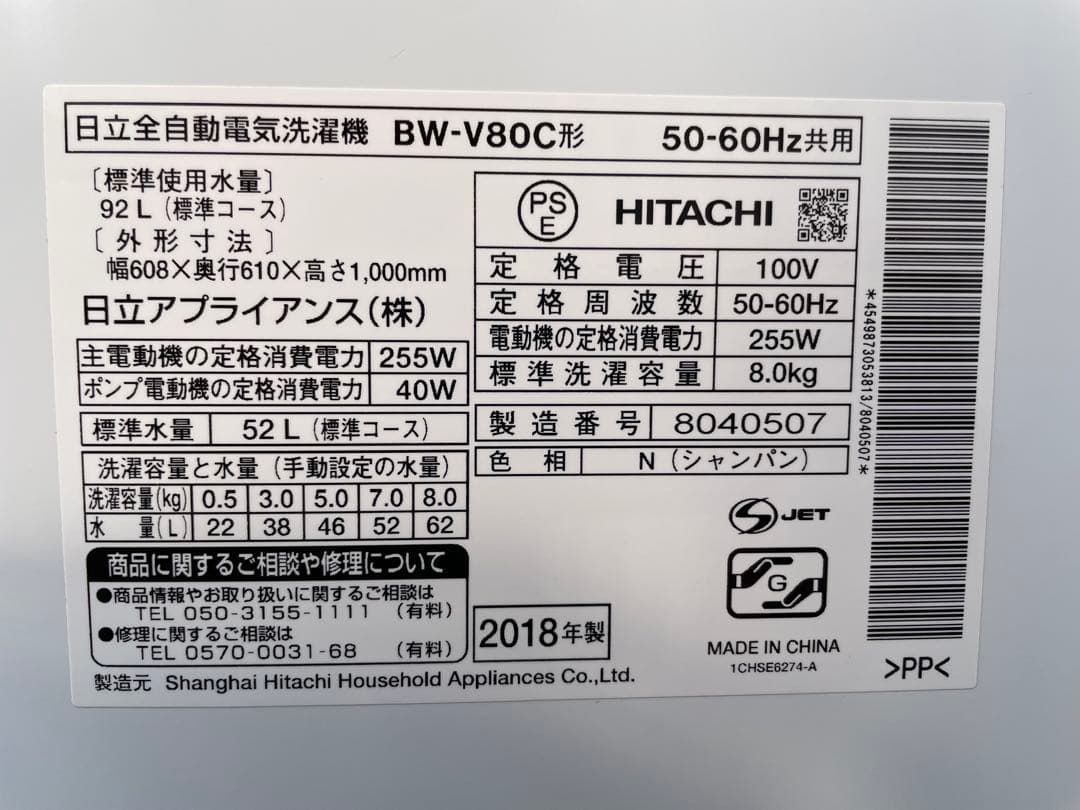 日立全自動電気洗濯機 BW-V80C形 50-60Hz共用
〔標準使用水量〕
92 L (標準コース)
〔外形寸法〕
幅608×奥行610×高さ1,000mm
日立アプライアンス(株)
主電動機の定格消費電力 255W
ポンプ電動機の定格消費電力 40W
標準水量 52 L (標準コース)
洗濯容量と水量 (手動設定の水量)
洗濯容量(kg) 0.5 3.0 5.0 7.0 8.0
水量(L) 22 38 46 52 62
商品に関するご相談や修理について
●商品情報やお取り扱いに関するご相談は
TEL 050-3155-1111 (有料)
●修理に関するご相談は
TEL 0570-0031-68 (有料)
製造元 Shanghai Hitachi Household Appliances Co.,Ltd.
PSE HITACHI
定格電圧 100V
定格周波数 50-60Hz
電動機の定格消費電力 255W
標準洗濯容量 8.0kg
製造番号 8040507
色相 N (シャンパン)
S JET
G
2018年製
MADE IN CHINA
1CHSE6274-A
*4549873053813/8040507*
>PP<